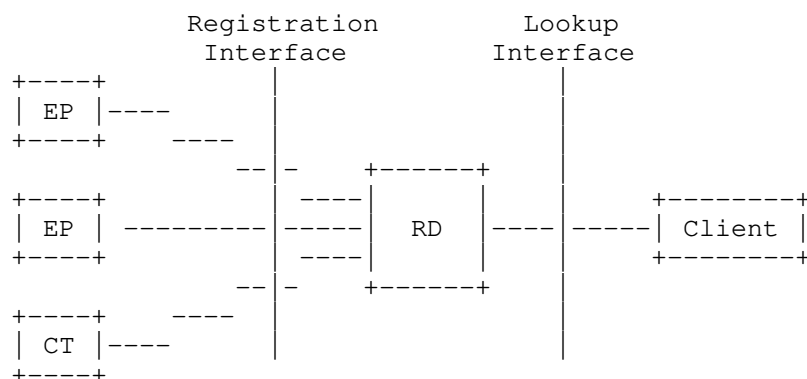 Registration Lookup
Interface Interface
EP
EP RD Client
CT